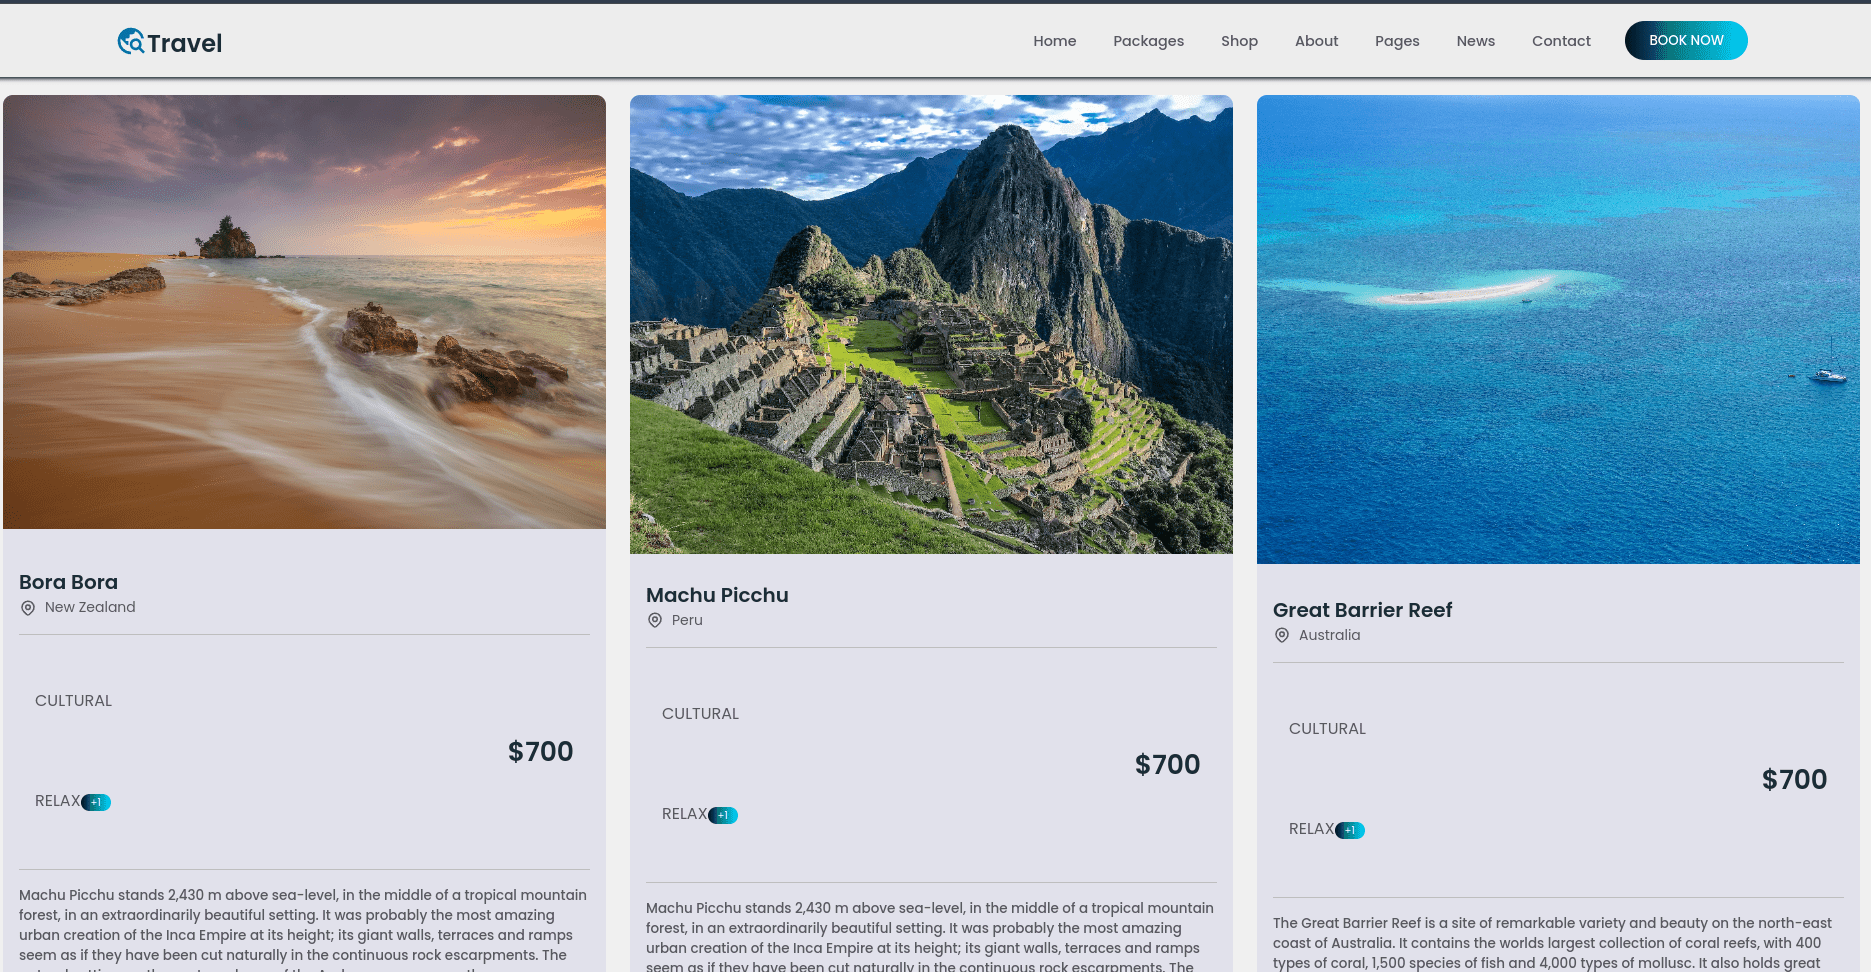 Travel
Home Packages Shop About Pages News Contact BOOK NOW
Bora Bora
New Zealand
CULTURAL
$700
RELAX +1
Machu Picchu stands 2,430 m above sea-level, in the middle of a tropical mountain
forest, in an extraordinarily beautiful setting. It was probably the most amazing
urban creation of the Inca Empire at its height; its giant walls, terraces and ramps
seem as if they have been cut naturally in the continuous rock escarpments. The
Machu Picchu
Peru
CULTURAL
$700
RELAX +1
Machu Picchu stands 2,430 m above sea-level, in the middle of a tropical mountain
forest, in an extraordinarily beautiful setting. It was probably the most amazing
urban creation of the Inca Empire at its height; its giant walls, terraces and ramps
seem as if they have been cut naturally in the continuous rock escarpments. The
Great Barrier Reef
Australia
CULTURAL
$700
RELAX +1
The Great Barrier Reef is a site of remarkable variety and beauty on the north-east
coast of Australia. It contains the worlds largest collection of coral reefs, with 400
types of coral, 1,500 species of fish and 4,000 types of mollusc. It also holds great